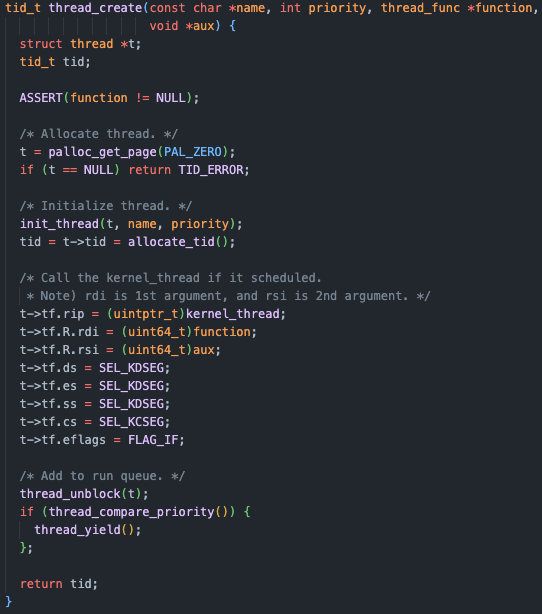 tid_t thread_create(const char *name, int priority, thread_func *function,
                    void *aux) {
  struct thread *t;
  tid_t tid;

  ASSERT(function != NULL);

  /* Allocate thread. */
  t = palloc_get_page(PAL_ZERO);
  if (t == NULL) return TID_ERROR;

  /* Initialize thread. */
  init_thread(t, name, priority);
  tid = t->tid = allocate_tid();

  /* Call the kernel_thread if it scheduled.
   * Note) rdi is 1st argument, and rsi is 2nd argument. */
  t->tf.rip = (uintptr_t)kernel_thread;
  t->tf.R.rdi = (uint64_t)function;
  t->tf.R.rsi = (uint64_t)aux;
  t->tf.ds = SEL_KDSEG;
  t->tf.es = SEL_KDSEG;
  t->tf.ss = SEL_KDSEG;
  t->tf.cs = SEL_KCSEG;
  t->tf.eflags = FLAG_IF;

  /* Add to run queue. */
  thread_unblock(t);
  if (thread_compare_priority()) {
    thread_yield();
  };

  return tid;
}